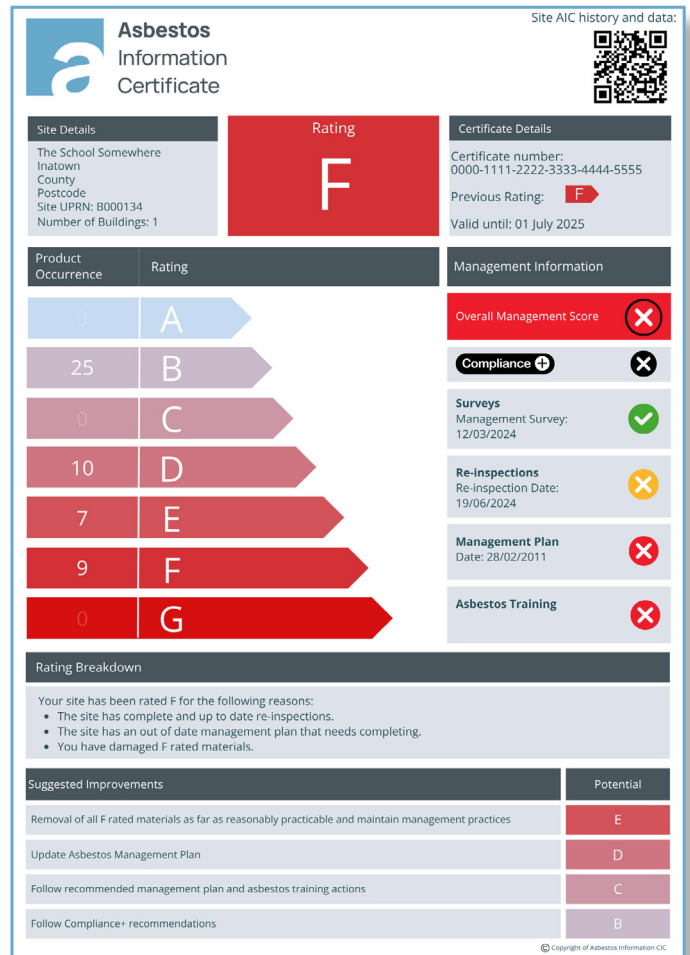 Site AIC history and data:
a
Asbestos
Information
Certificate
Site Details
The School Somewhere
Inatown
County
Postcode
Site UPRN: B000134
Number of Buildings: 1
Rating
F
Certificate Details
Certificate number:
0000-1111-2222-3333-4444-5555
Previous Rating: F
Valid until: 01 July 2025
Product
Occurrence
Rating
0 A
25 B
0 C
10 D
7 E
9 F
0 G
Management Information
Overall Management Score
Compliance +
Surveys
Management Survey:
12/03/2024
Re-inspections
Re-inspection Date:
19/06/2024
Management Plan
Date: 28/02/2011
Asbestos Training
Rating Breakdown
Your site has been rated F for the following reasons:
• The site has complete and up to date re-inspections.
• The site has an out of date management plan that needs completing.
• You have damaged F rated materials.
Suggested Improvements Potential
Removal of all F rated materials as far as reasonably practicable and maintain management practices E
Update Asbestos Management Plan D
Follow recommended management plan and asbestos training actions C
Follow Compliance+ recommendations B
© Copyright of Asbestos Information CIC